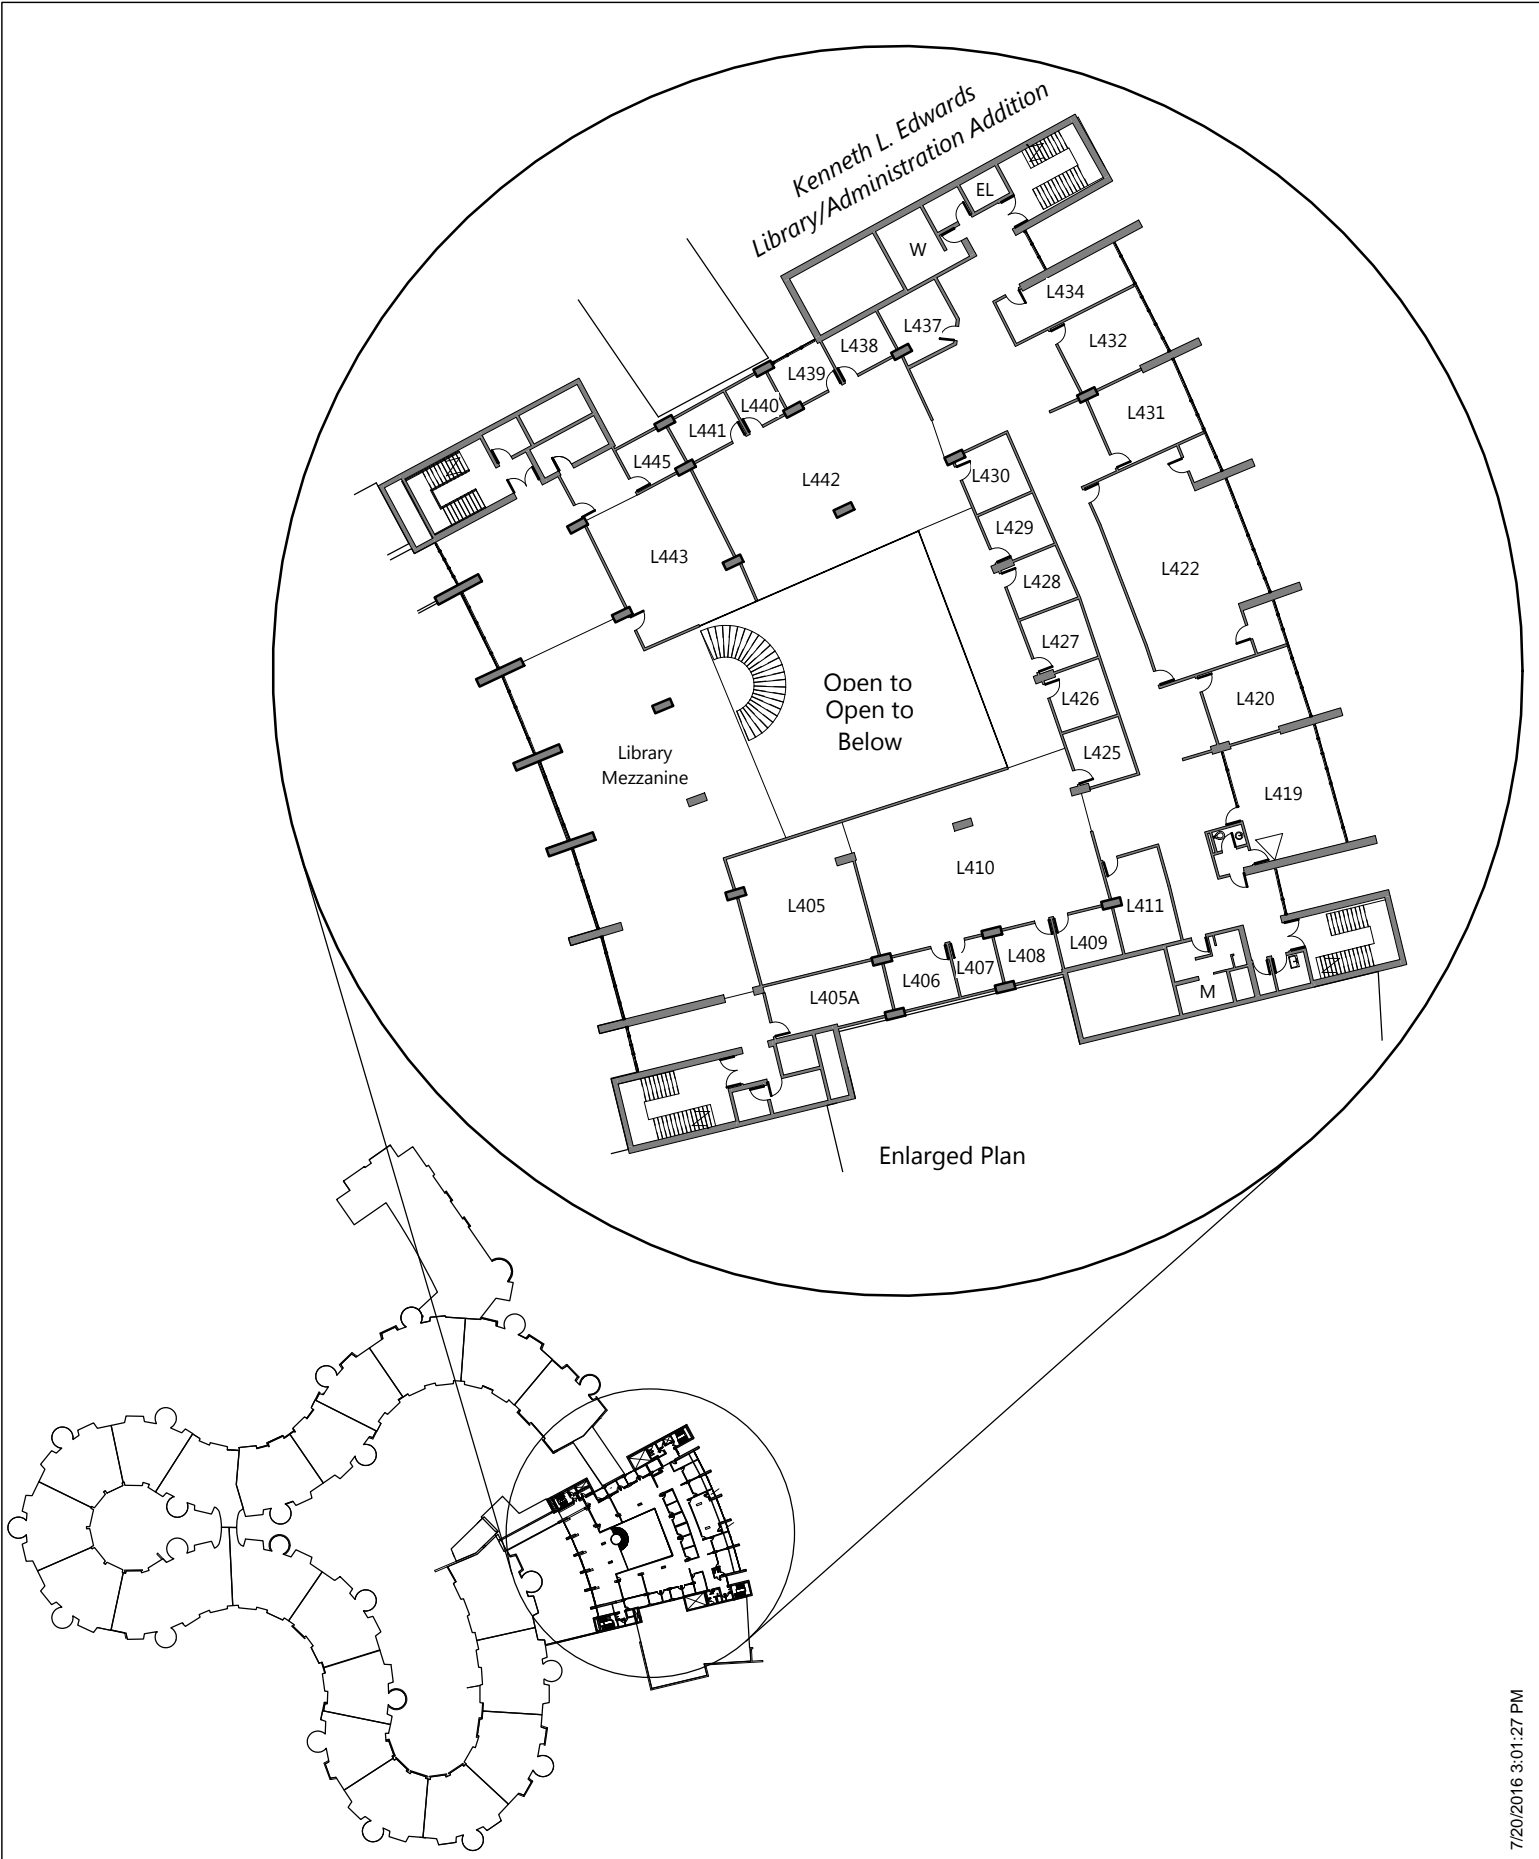 Kenneth L. Edwards
Library/Administration Addition
EL
W
L434
L437
L432
L438
L439
L440
L431
L441
L445
L442
L430
L429
L443
L422
L428
L427
L426
L420
Open to
Open to
Below
Library
Mezzanine
L425
L419
L410
L405
L411
L409
L408
L407
L406
L405A
M
Enlarged Plan
7/20/2016 3:01:27 PM